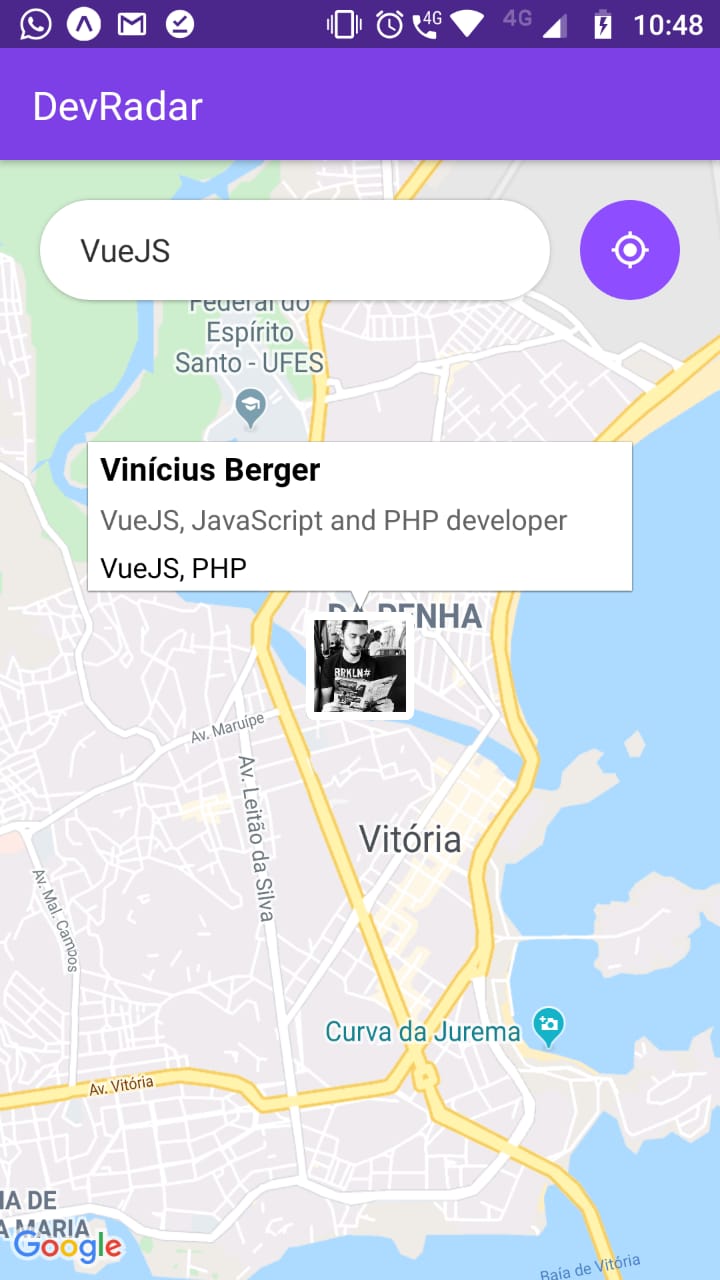 4G
4G
10:48
DevRadar
VueJS
Federal do
Espírito
Santo - UFES
Vinícius Berger
VueJS, JavaScript and PHP developer
VueJS, PHP
DA PENHA
BRKLN#
Av. Maruípe
Av. Leitão da Silva
Vitória
Av. Mal. Campos
Curva da Jurema
Av. Vitória
IA DE
A MARIA
Google
Baía de Vitória